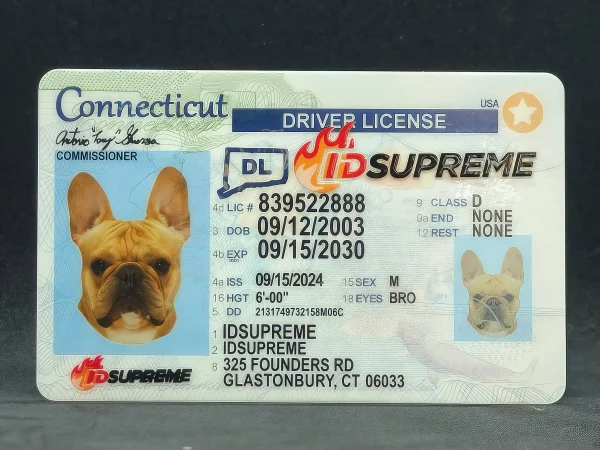 Connecticut
USA
DRIVER LICENSE
COMMISSIONER
DL
IDSUPREME
4d LIC # 839522888
9 CLASS D
3 DOB 09/12/2003
9a END NONE
4b EXP 09/15/2030
12 REST NONE
4a ISS 09/15/2024
15 SEX M
16 HGT 6'-00"
18 EYES BRO
5 DD 2131749732158M06C
1 IDSUPREME
2 IDSUPREME
8 325 FOUNDERS RD
GLASTONBURY, CT 06033
IDSUPREME